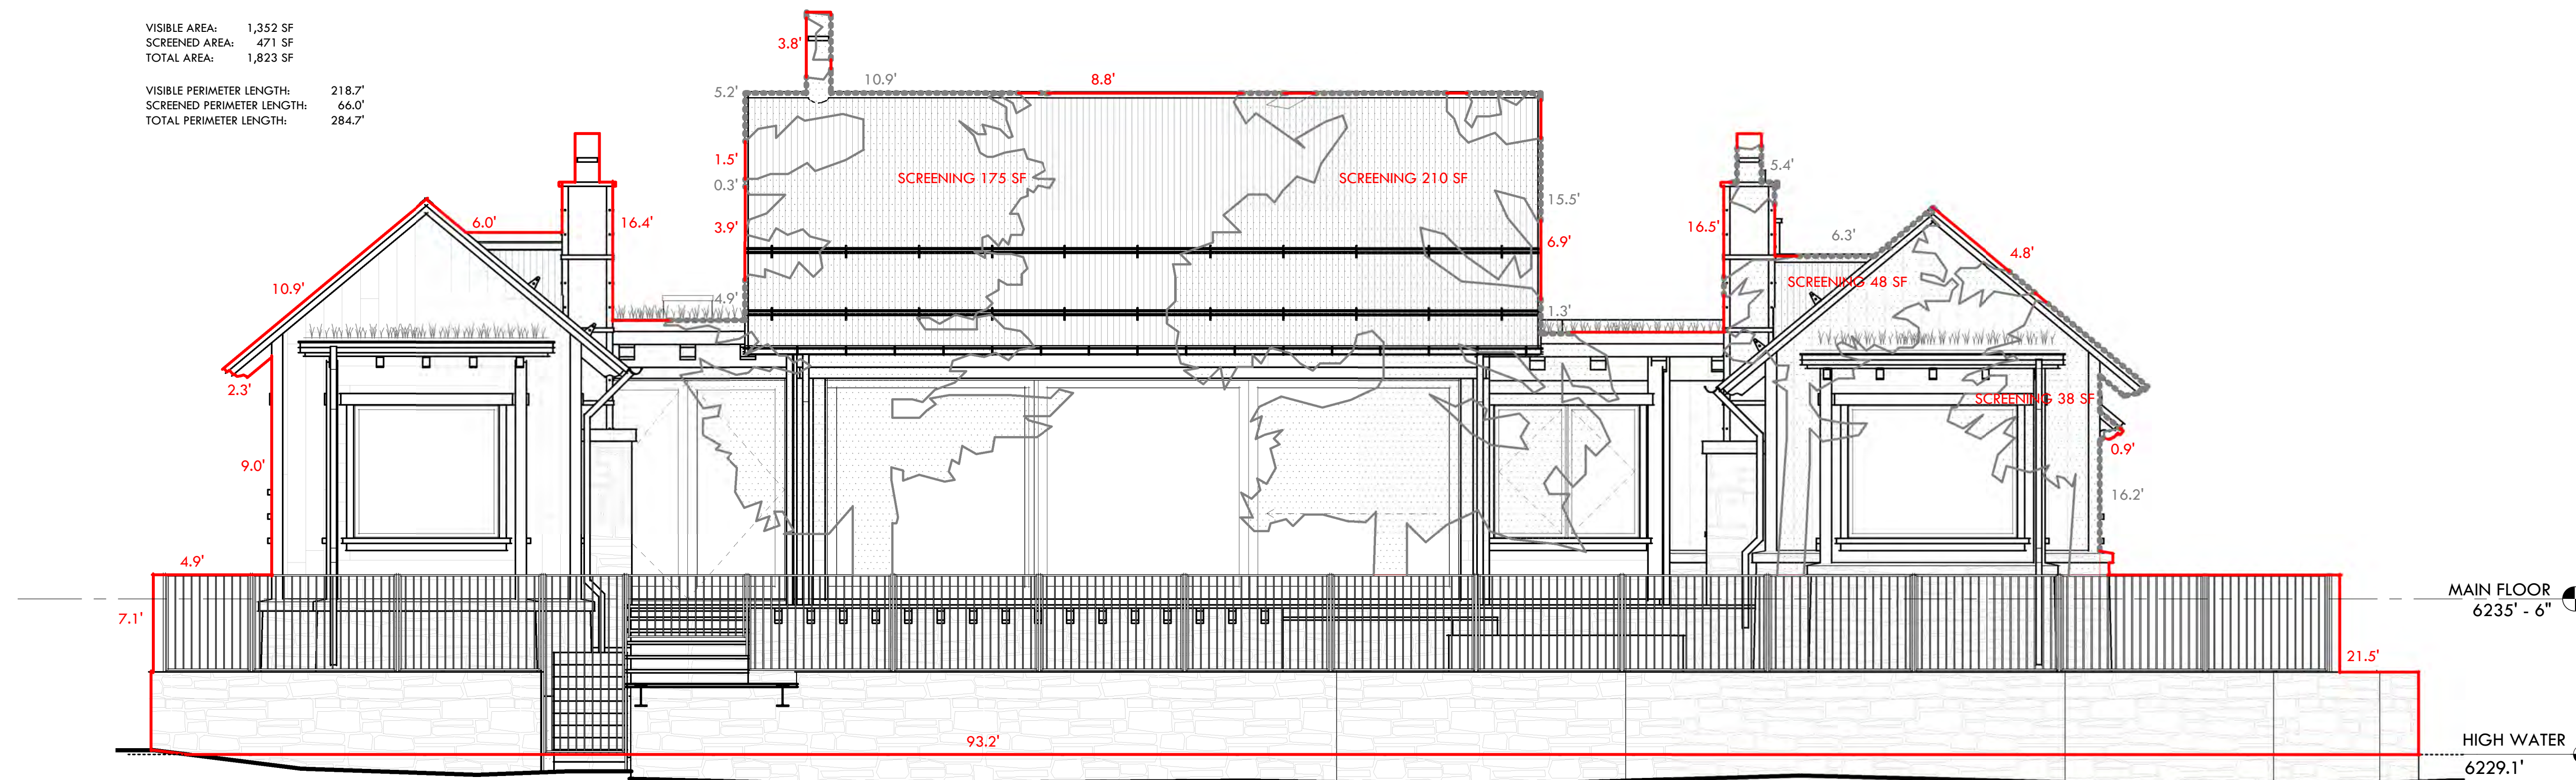 VISIBLE AREA: 1,352 SF
SCREENED AREA: 471 SF
TOTAL AREA: 1,823 SF
VISIBLE PERIMETER LENGTH: 218.7'
SCREENED PERIMETER LENGTH: 66.0'
TOTAL PERIMETER LENGTH: 284.7'
3.8'
10.9'
8.8'
5.2'
1.5'
0.3'
3.9'
4.9'
SCREENING 175 SF
SCREENING 210 SF
15.5'
6.9'
1.3'
5.4'
16.5'
6.3'
4.8'
SCREENING 48 SF
SCREENING 38 SF
0.9'
16.2'
6.0'
16.4'
10.9'
2.3'
9.0'
4.9'
7.1'
21.5'
93.2'
MAIN FLOOR
6235' - 6"
HIGH WATER
6229.1'